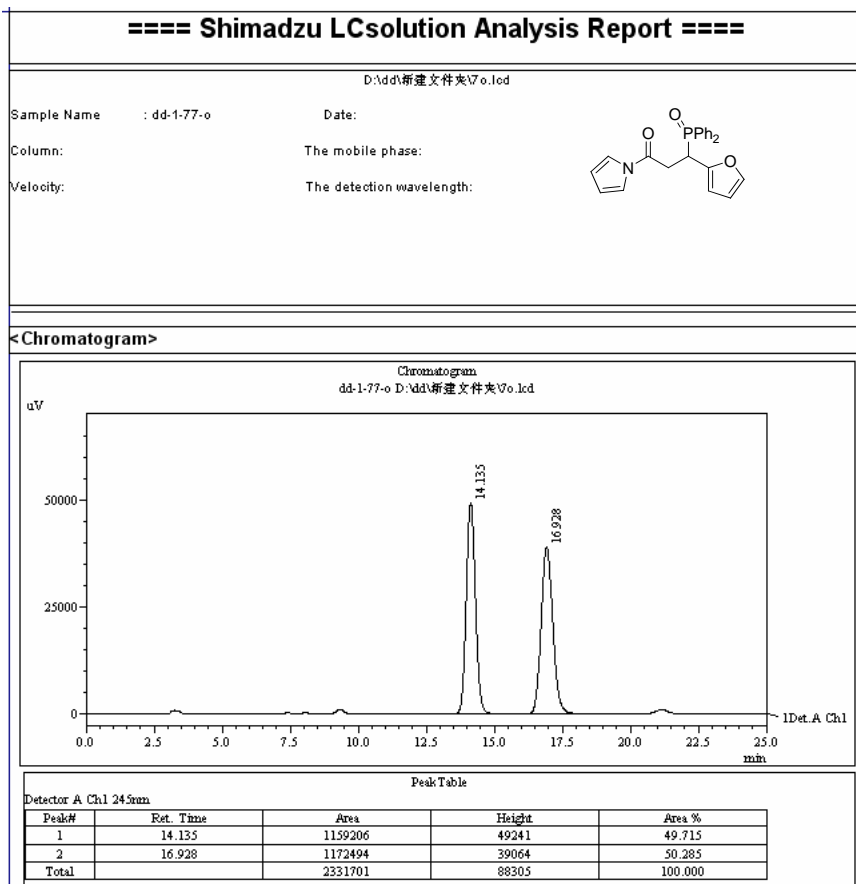 ==== Shimadzu LCsolution Analysis Report ====
D:\dd\新建文件夹\7o.lcd
Sample Name : dd-1-77-o Date:
Column: The mobile phase:
Velocity: The detection wavelength:
O
PPh2
O
N
O
<Chromatogram>
Chromatogram
dd-1-77-o D:\dd\新建文件夹\7o.lcd
uV
50000
25000
0
14.135
16.928
1Det.A Ch1
0.0 2.5 5.0 7.5 10.0 12.5 15.0 17.5 20.0 22.5 25.0
min
PeakTable
Detector A Ch1 245nm
Peak# Ret. Time Area Height Area %
1 14.135 1159206 49241 49.715
2 16.928 1172494 39064 50.285
Total 2331701 88305 100.000